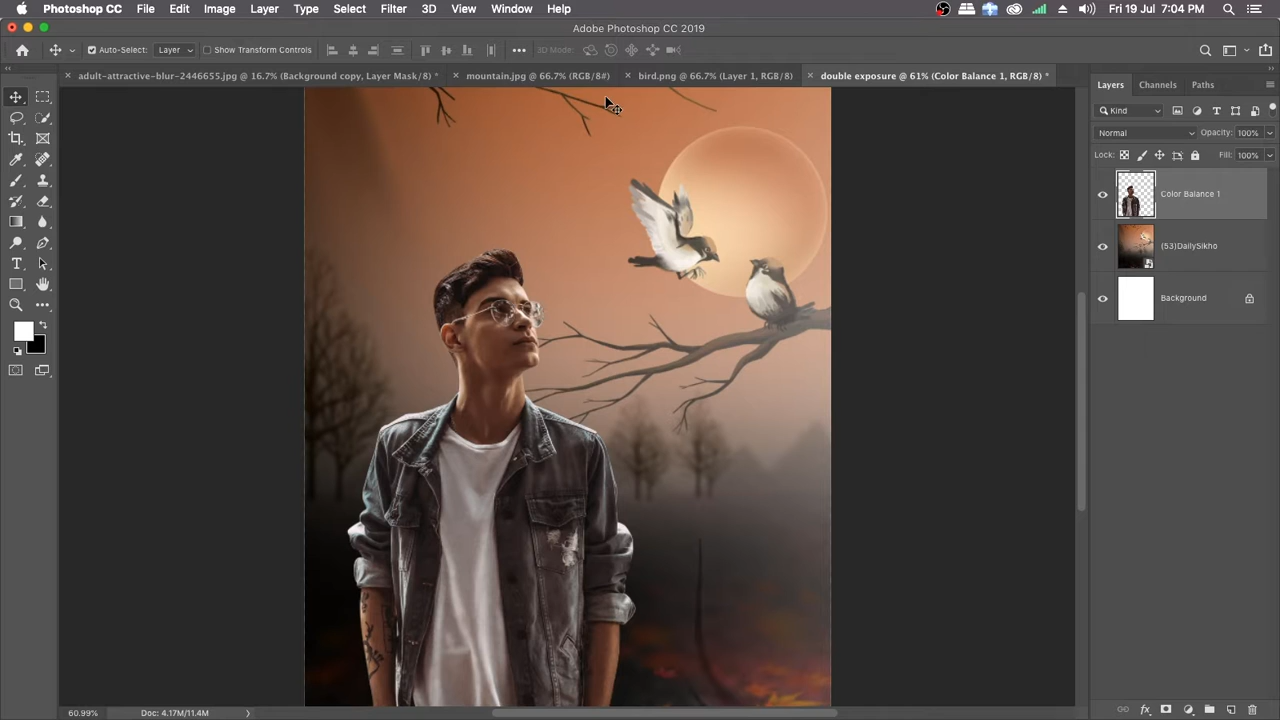 Photoshop CC File Edit Image Layer Type Select Filter 3D View Window Help Fri 19 Jul 7:04 PM
Adobe Photoshop CC 2019
Auto-Select: Layer Show Transform Controls 3D Mode:
adult-attractive-blur-2446655.jpg @ 16.7% (Background copy, Layer Mask/8) * mountain.jpg @ 66.7% (RGB/8#) bird.png @ 66.7% (Layer 1, RGB/8) double exposure @ 61% (Color Balance 1, RGB/8) *
Layers Channels Paths
Kind
Normal Opacity: 100%
Lock: Fill: 100%
Color Balance 1
(53)DailySikho
Background
60.99% Doc: 4.17M/11.4M